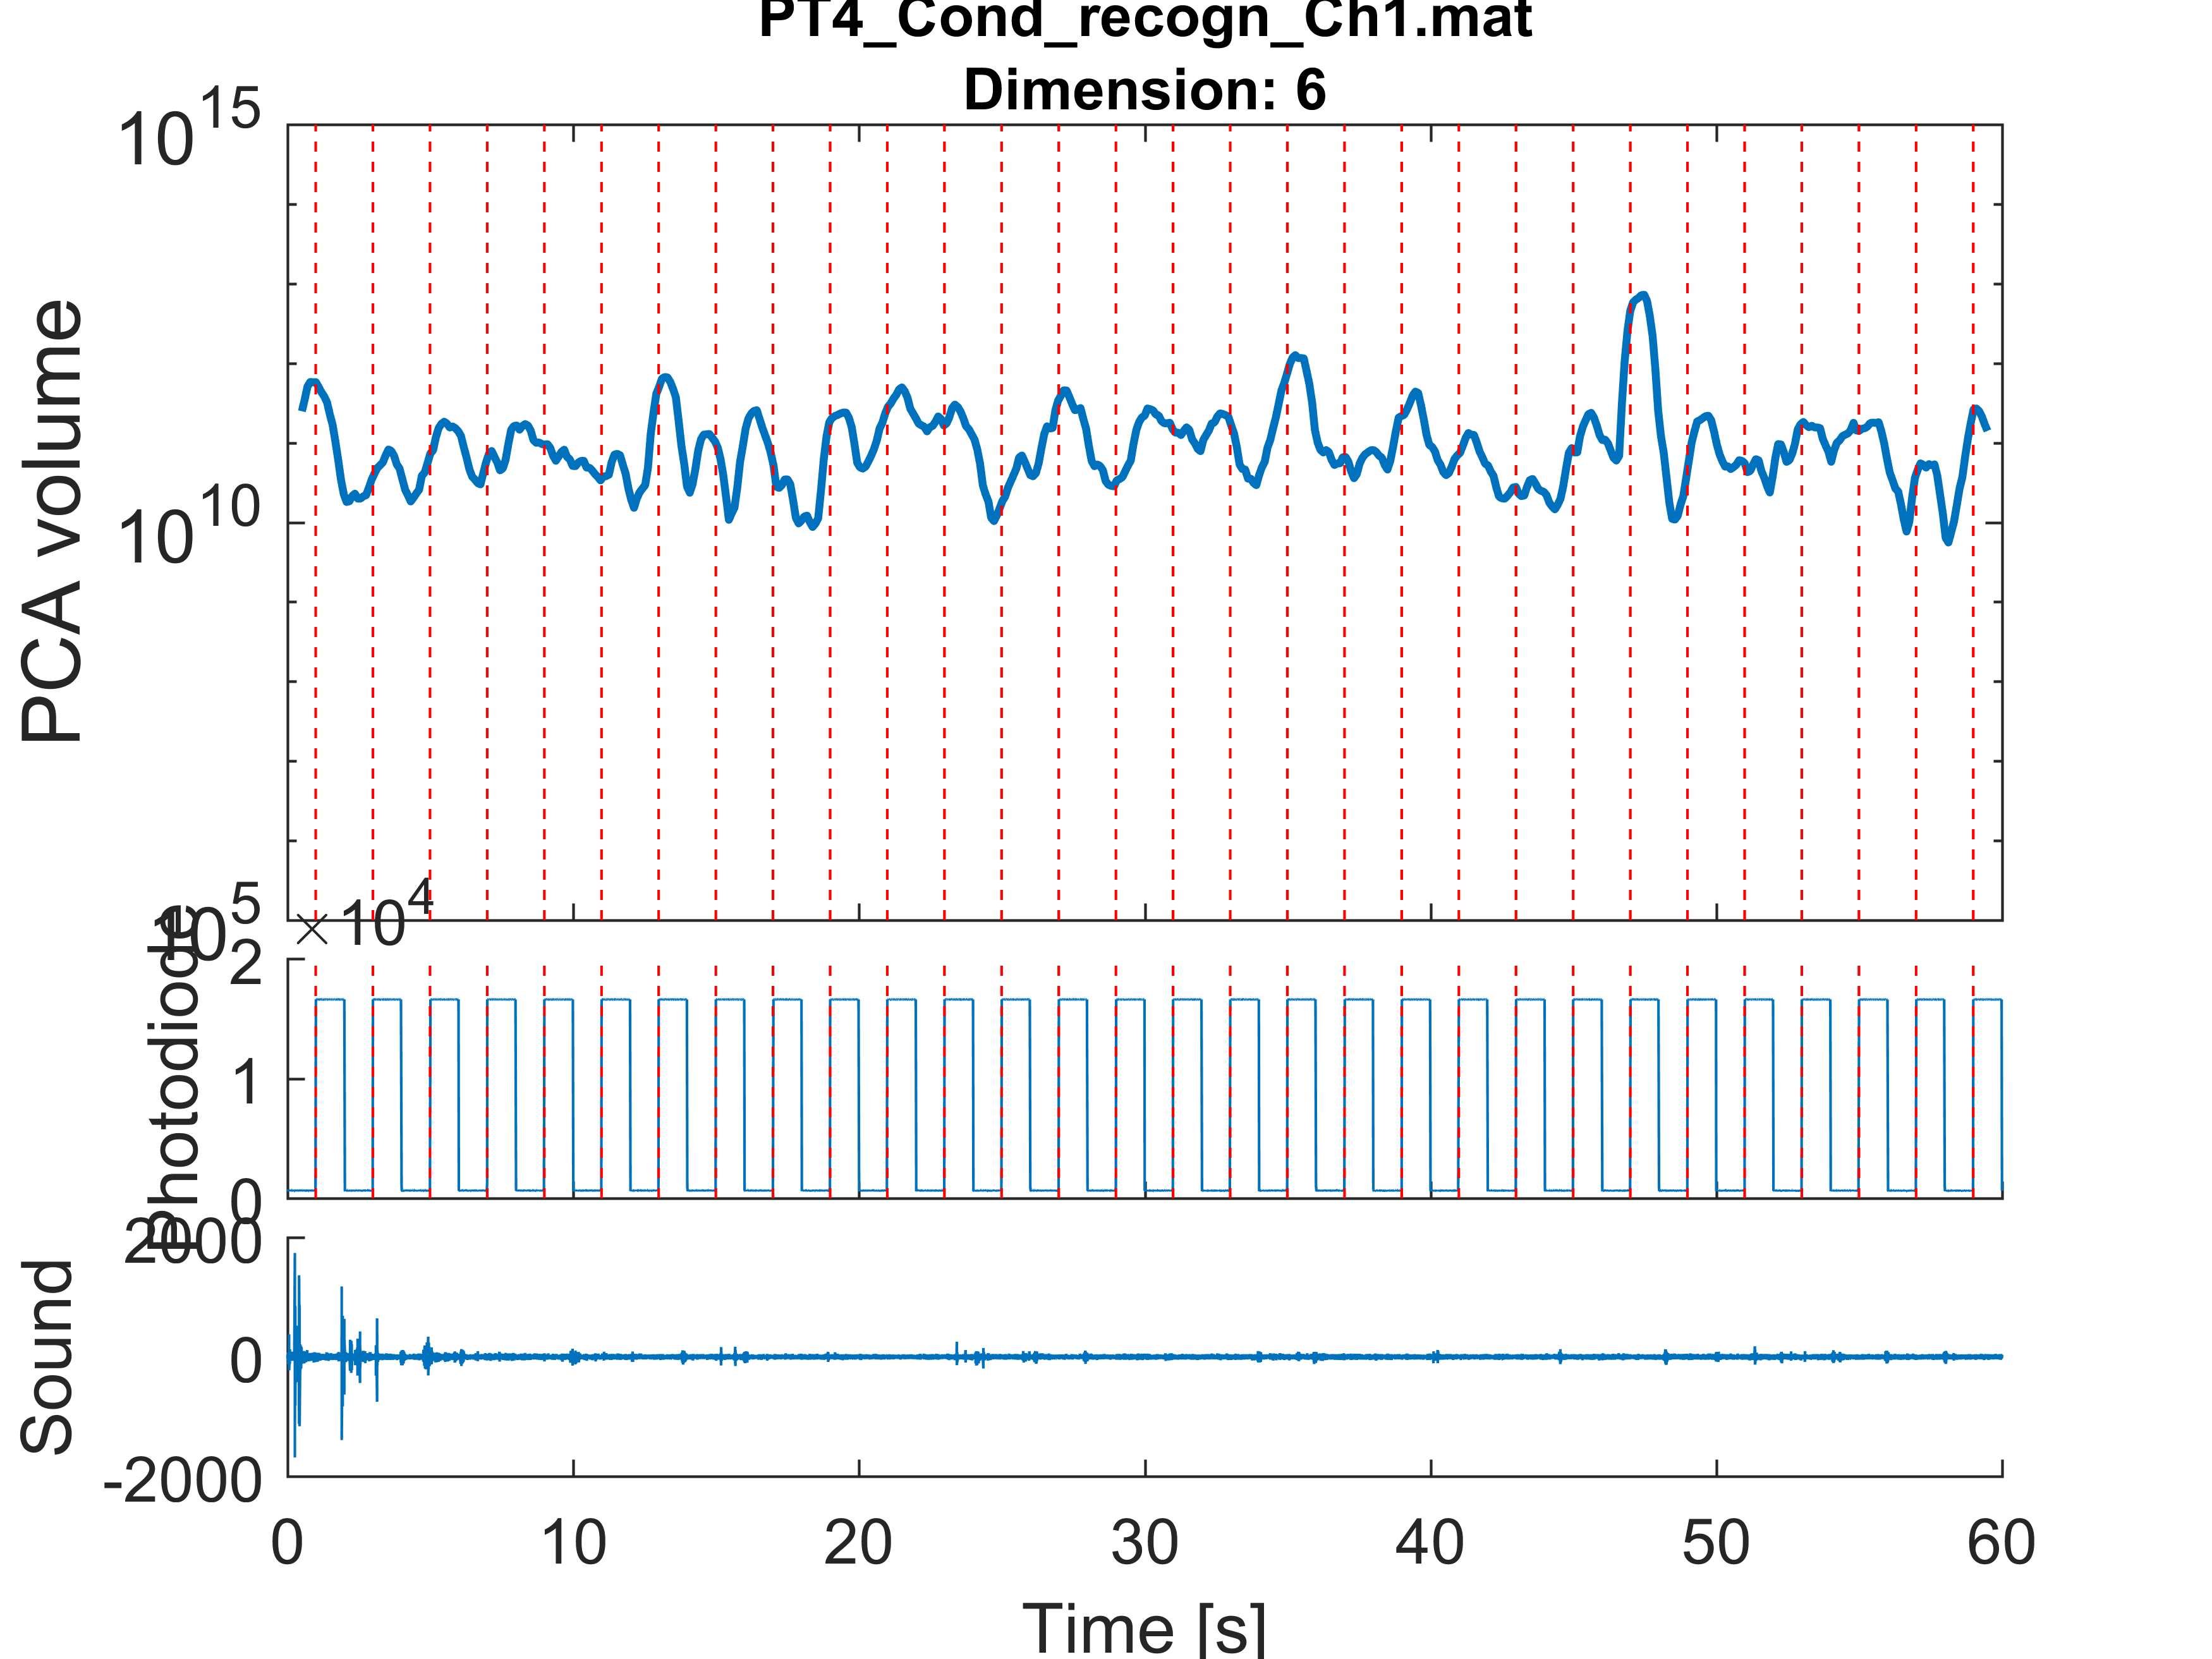 PT4_Cond_recogn_Ch1.mat
Dimension: 6
PCA volume
10^15
10^10
10^5
Photodiode
×10^4
2
1
0
Sound
2000
0
-2000
0 10 20 30 40 50 60
Time [s]